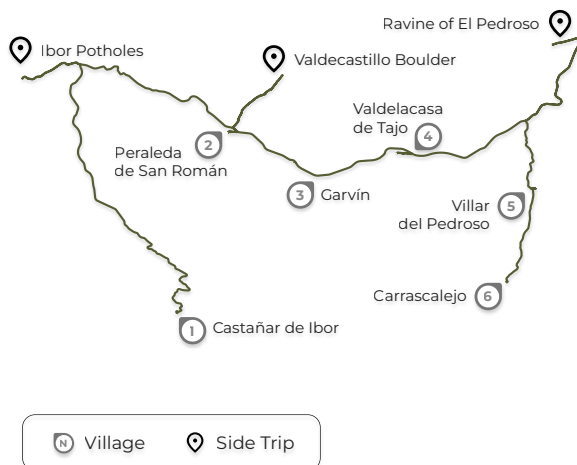 Ravine of El Pedroso
Ibor Potholes
Valdecastillo Boulder
Valdelacasa
de Tajo
4
2
Peraleda
de San Román
3
Garvín
Villar
del Pedroso
5
Carrascalejo
6
1
Castañar de Ibor
N
Village
Side Trip